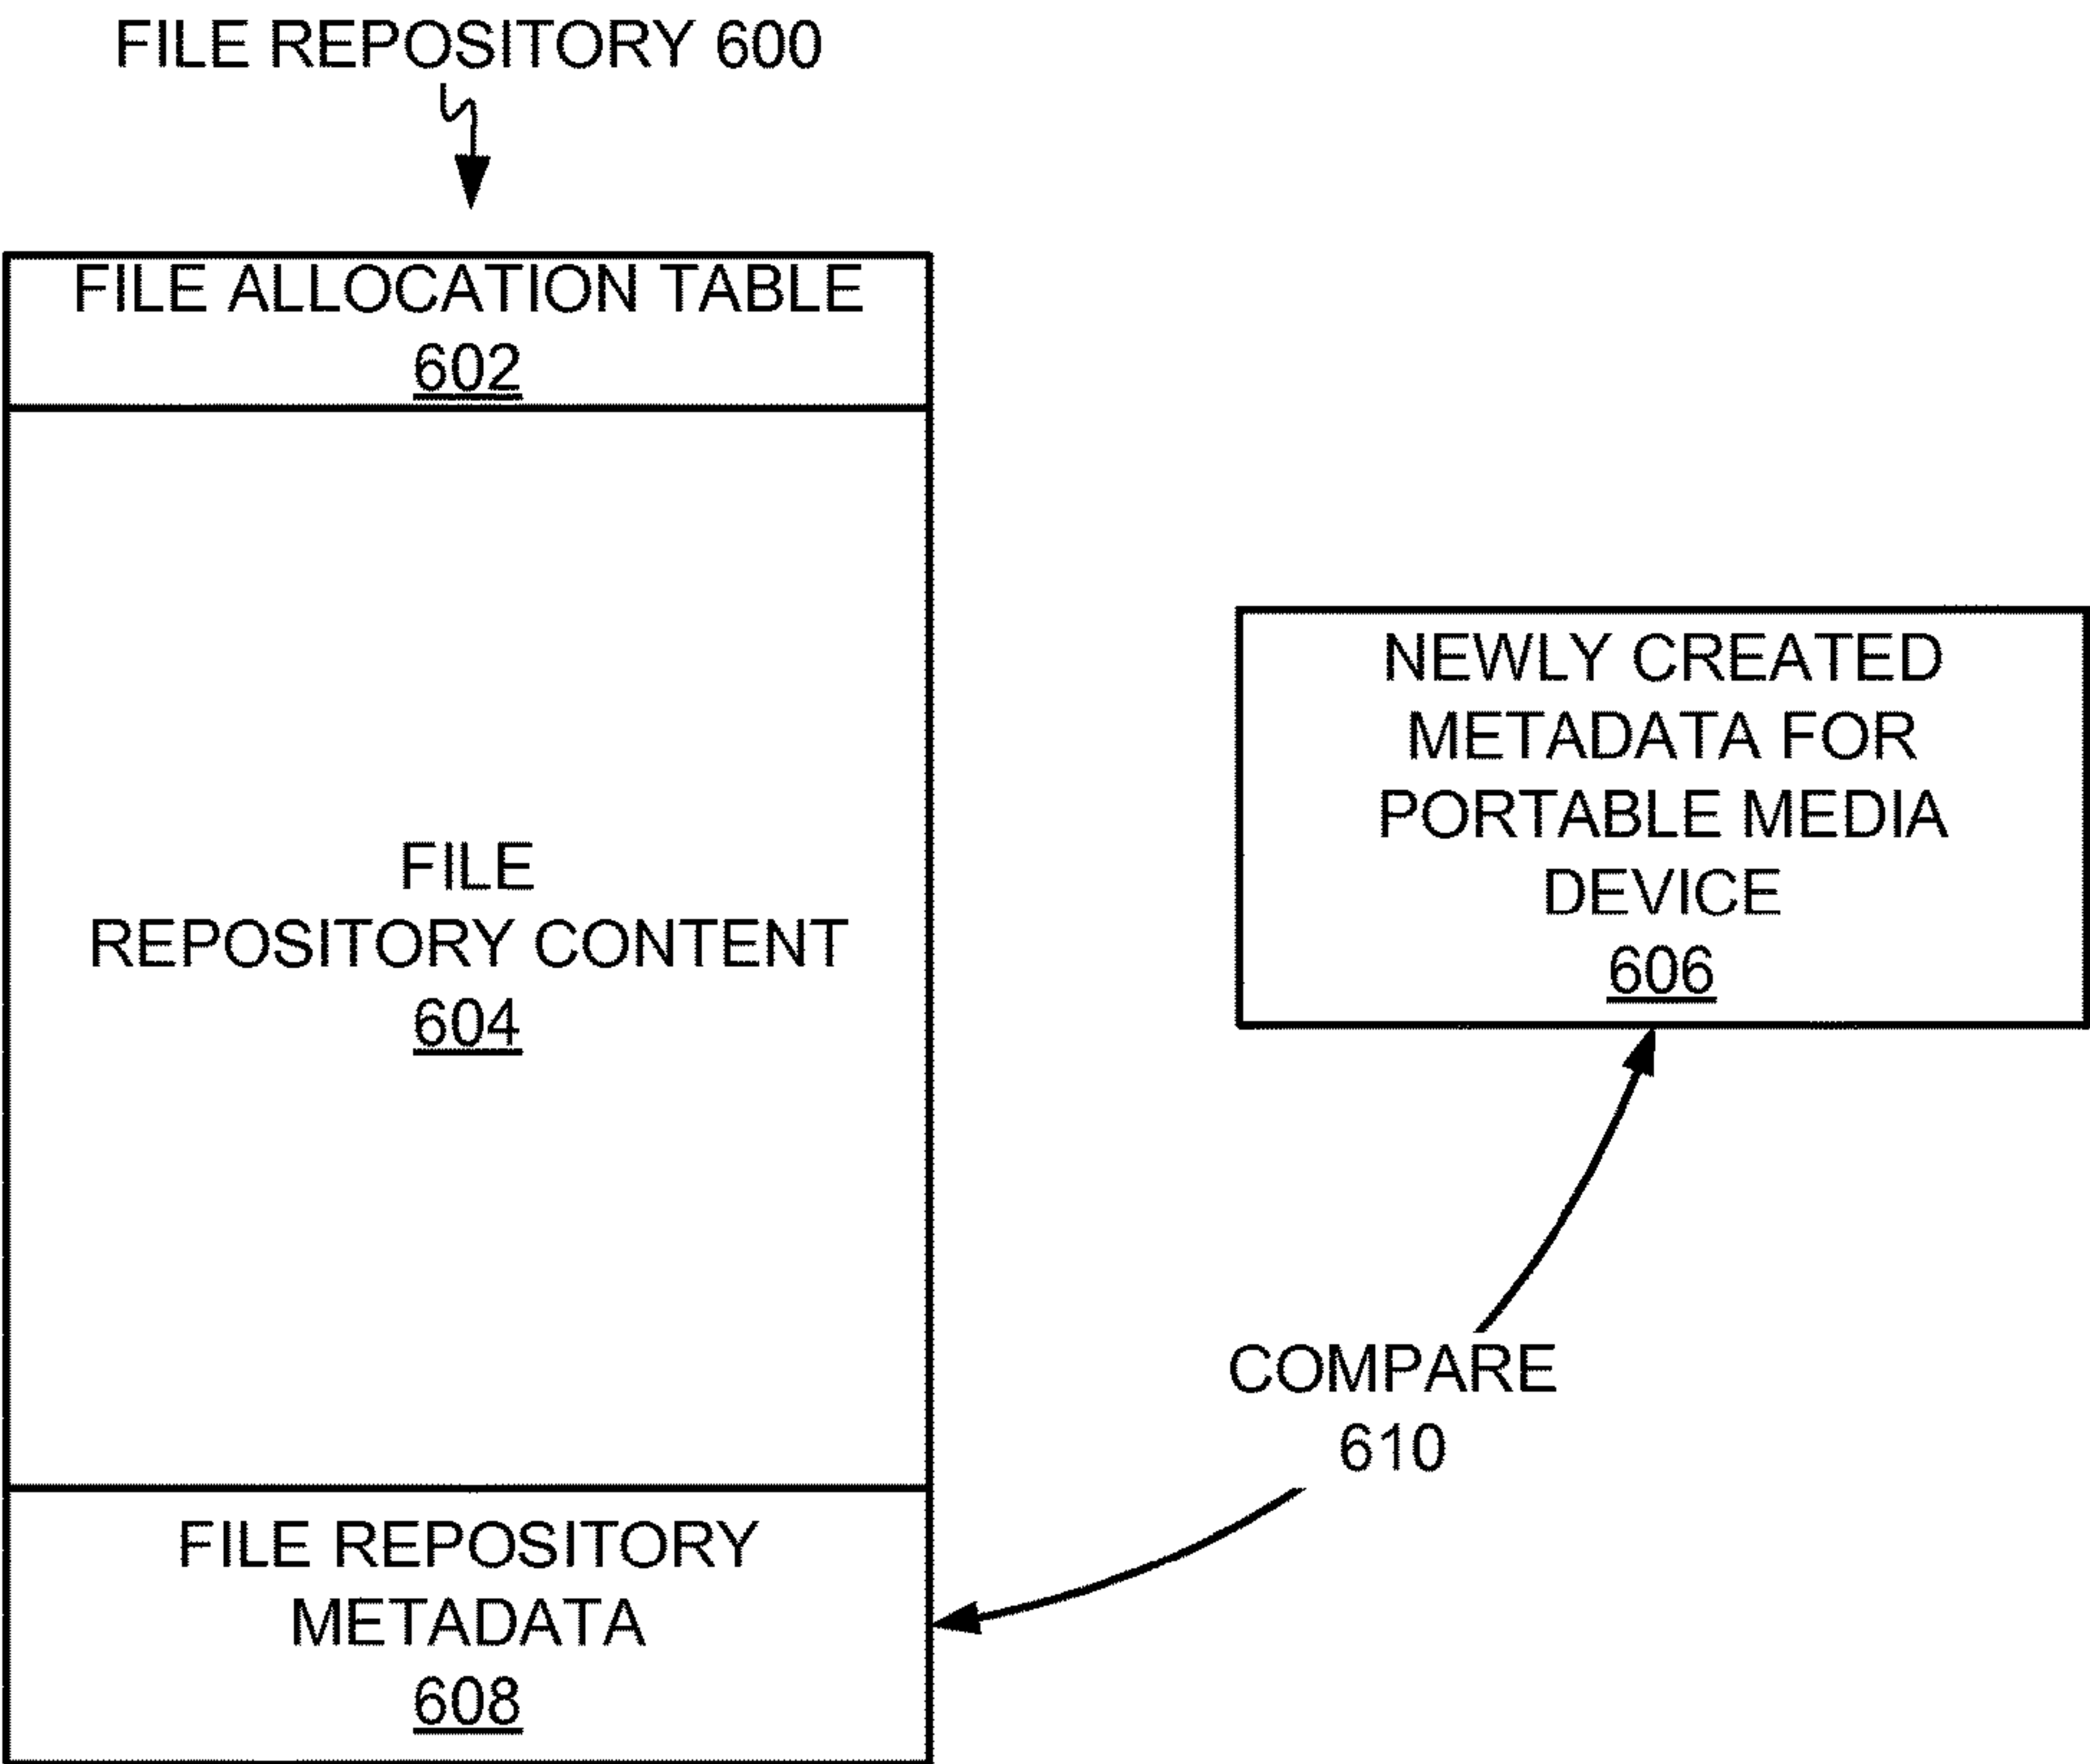 FILE REPOSITORY 600
FILE ALLOCATION TABLE
602
FILE
REPOSITORY CONTENT
604
NEWLY CREATED
METADATA FOR
PORTABLE MEDIA
DEVICE
606
COMPARE
610
FILE REPOSITORY
METADATA
608